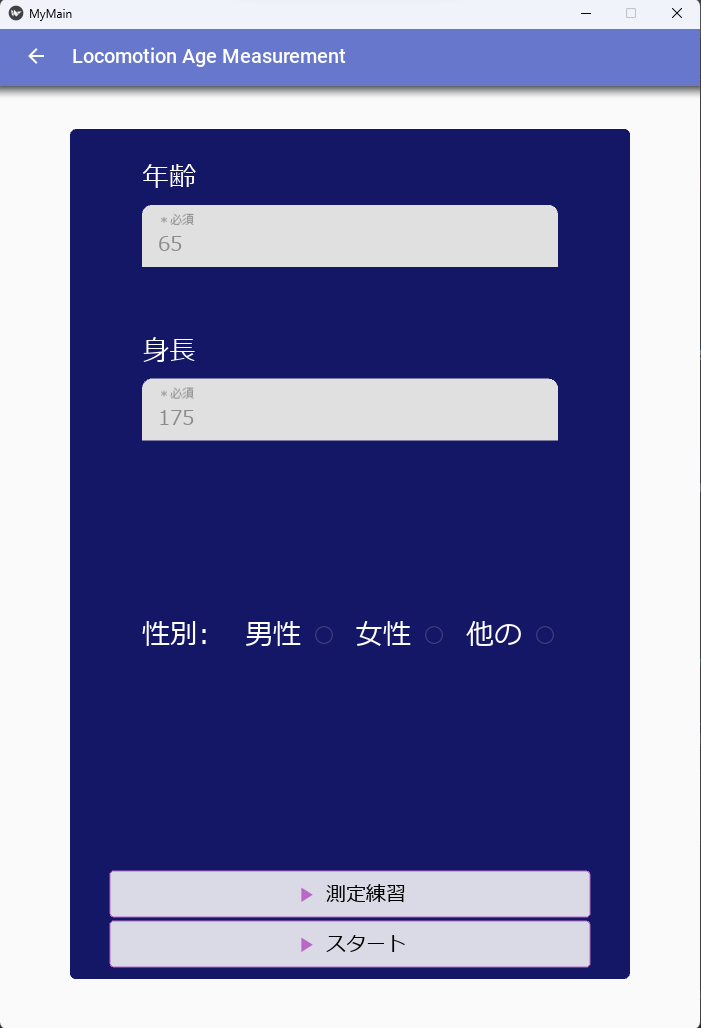 MyMain
Locomotion Age Measurement
年齢
*必須
65
身長
*必須
175
性別: 男性 女性 他の
測定練習
スタート